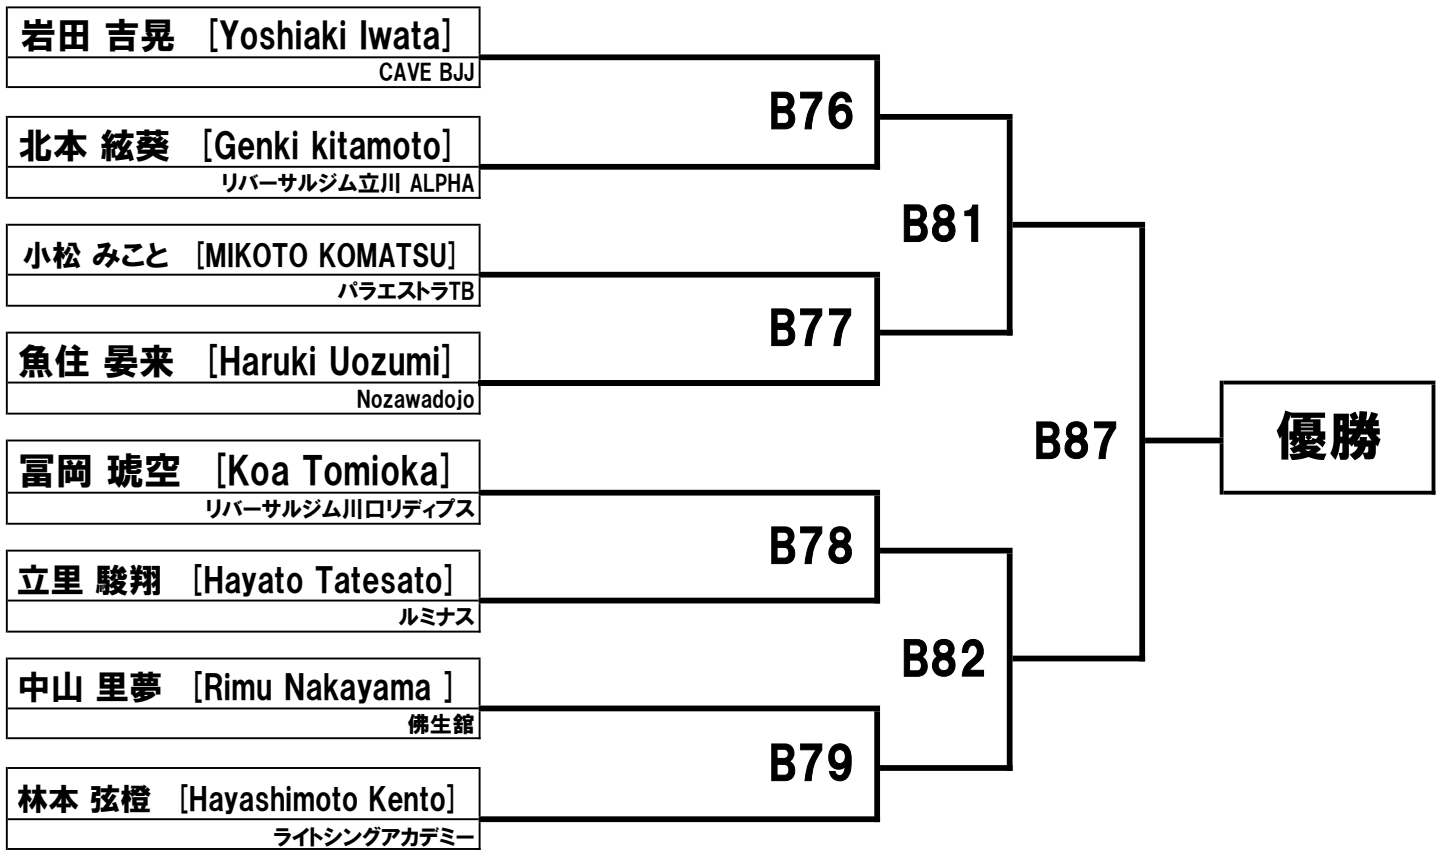 岩田 吉晃 [Yoshiaki Iwata]
CAVE BJJ
北本 絃葵 [Genki kitamoto]
リバーサルジム立川 ALPHA
小松 みこと [MIKOTO KOMATSU]
パラエストラTB
魚住 晏来 [Haruki Uozumi]
Nozawadojo
冨岡 琥空 [Koa Tomioka]
リバーサルジム川口リディプス
立里 駿翔 [Hayato Tatesato]
ルミナス
中山 里夢 [Rimu Nakayama ]
佛生舘
林本 弦橙 [Hayashimoto Kento]
ライトシングアカデミー
B76
B77
B78
B79
B81
B82
B87
優勝